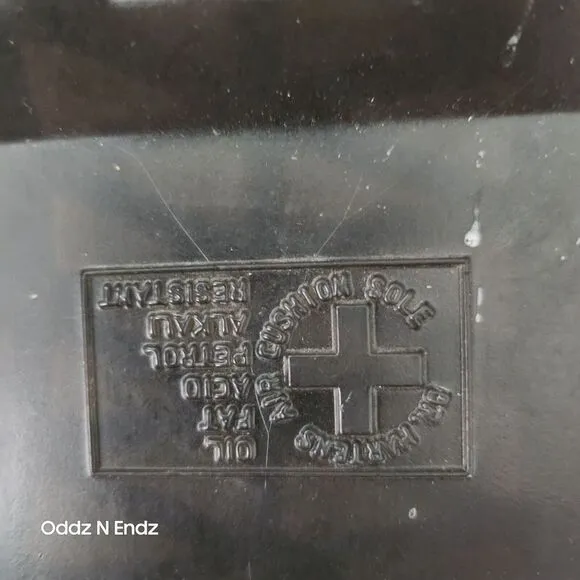 DR. MARTENS AIR CUSHION SOLE
OIL
FAT
ACID
PETROL
ALKALI
RESISTANT
Oddz N Endz